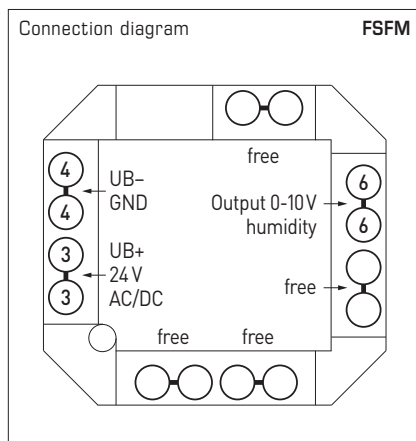 Connection diagram FSFM
free
4
4
UB–
GND
3
3
UB+
24 V
AC/DC
Output 0-10 V
humidity
6
6
free
free free